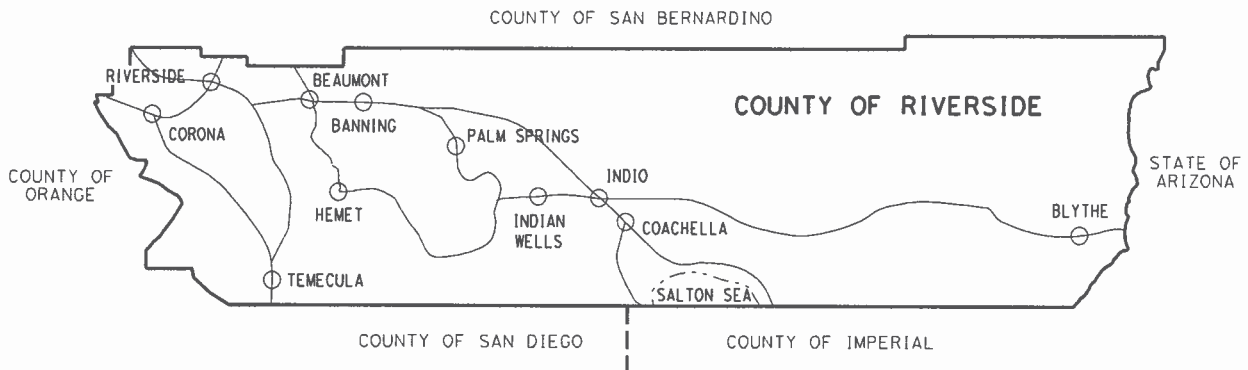 COUNTY OF SAN BERNARDINO
RIVERSIDE
BEAUMONT
COUNTY OF RIVERSIDE
CORONA
BANNING
PALM SPRINGS
COUNTY OF
ORANGE
STATE OF
ARIZONA
INDIO
HEMET
INDIAN
WELLS
COACHELLA
BLYTHE
TEMECULA
SALTON SEA
COUNTY OF SAN DIEGO
COUNTY OF IMPERIAL